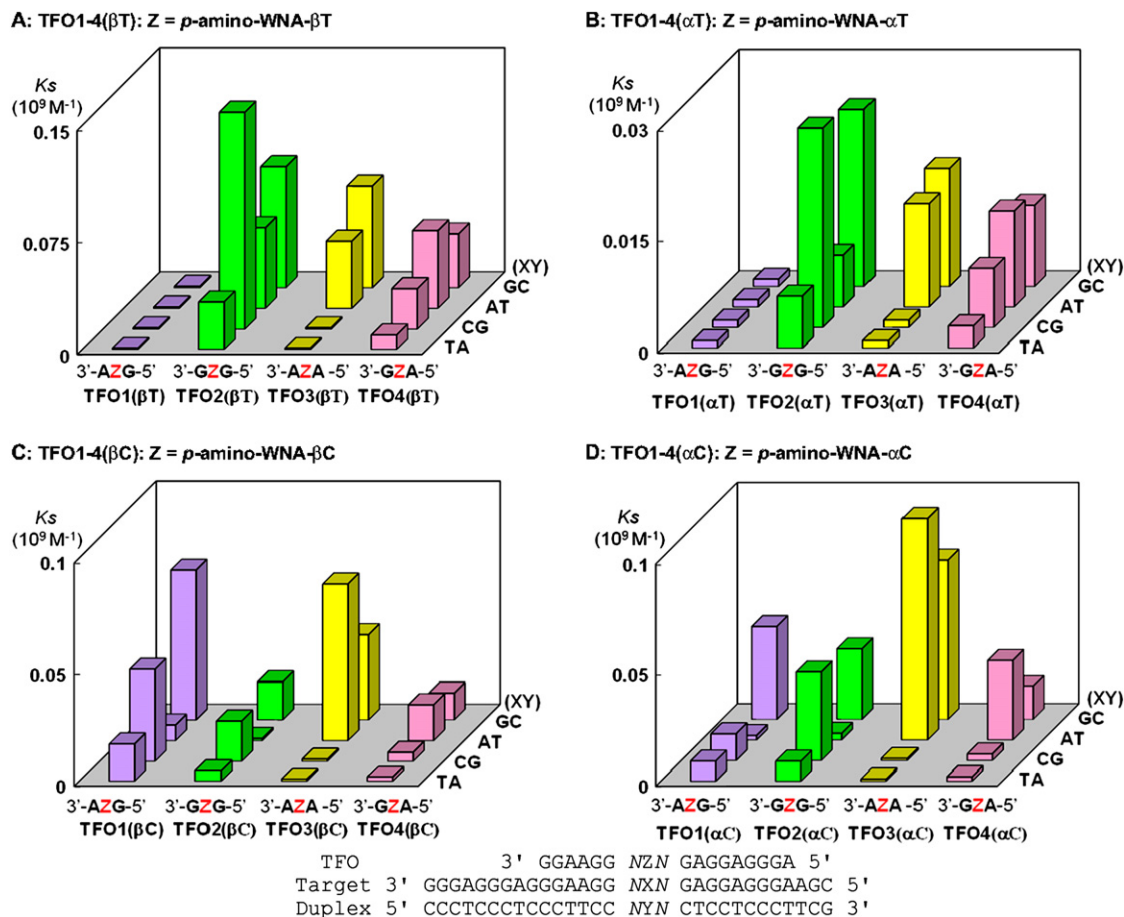 A: TFO1-4(βT): Z = p-amino-WNA-βT
Ks
(10⁹ M⁻¹)
0.15
0.075
0
(XY)
GC
AT
CG
TA
3'-AZG-5' 3'-GZG-5' 3'-AZA -5' 3'-GZA-5'
TFO1(βT) TFO2(βT) TFO3(βT) TFO4(βT)
B: TFO1-4(αT): Z = p-amino-WNA-αT
Ks
(10⁹ M⁻¹)
0.03
0.015
0
(XY)
GC
AT
CG
TA
3'-AZG-5' 3'-GZG-5' 3'-AZA -5' 3'-GZA-5'
TFO1(αT) TFO2(αT) TFO3(αT) TFO4(αT)
C: TFO1-4(βC): Z = p-amino-WNA-βC
Ks
(10⁹ M⁻¹)
0.1
0.05
0
(XY)
GC
AT
CG
TA
3'-AZG-5' 3'-GZG-5' 3'-AZA -5' 3'-GZA-5'
TFO1(βC) TFO2(βC) TFO3(βC) TFO4(βC)
D: TFO1-4(αC): Z = p-amino-WNA-αC
Ks
(10⁹ M⁻¹)
0.1
0.05
0
(XY)
GC
AT
CG
TA
3'-AZG-5' 3'-GZG-5' 3'-AZA -5' 3'-GZA-5'
TFO1(αC) TFO2(αC) TFO3(αC) TFO4(αC)
TFO 3' GGAAGG NZN GAGGAGGGA 5'
Target 3' GGGAGGGAGGGAAGG NXN GAGGAGGGAAGC 5'
Duplex 5' CCCTCCCTCCCTTCC NYN CTCCTCCCTTCG 3'